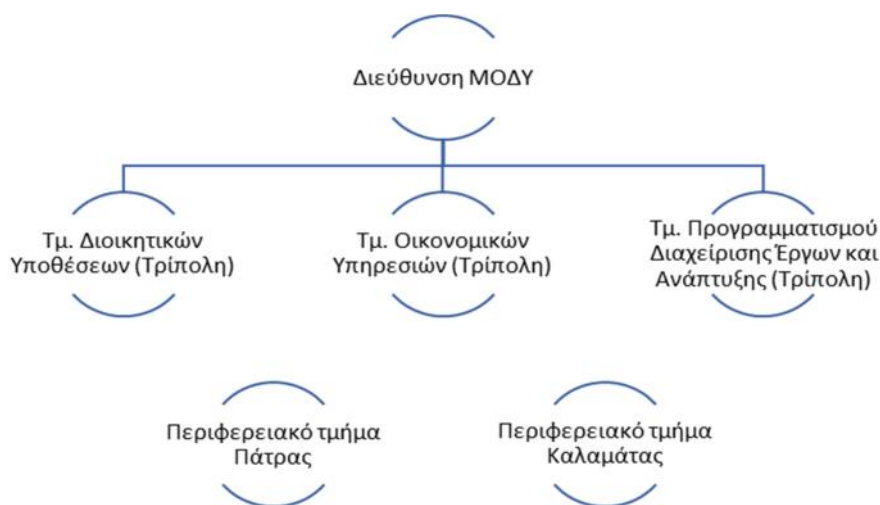 Διεύθυνση ΜΟΔΥ
Τμ. Διοικητικών
Υποθέσεων (Τρίπολη)
Τμ. Οικονομικών
Υπηρεσιών (Τρίπολη)
Τμ. Προγραμματισμού
Διαχείρισης Έργων και
Ανάπτυξης (Τρίπολη)
Περιφερειακό τμήμα
Πάτρας
Περιφερειακό τμήμα
Καλαμάτας